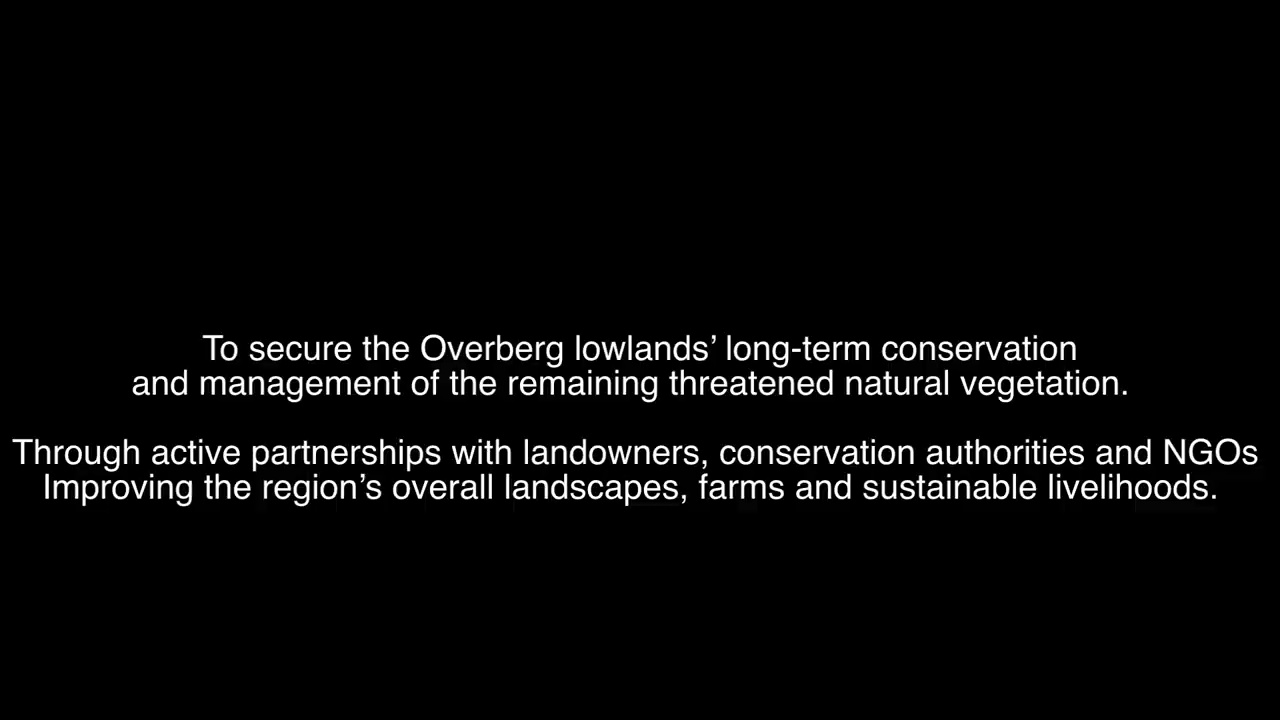 To secure the Overberg lowlands’ long-term conservation
and management of the remaining threatened natural vegetation.
Through active partnerships with landowners, conservation authorities and NGOs
Improving the region’s overall landscapes, farms and sustainable livelihoods.